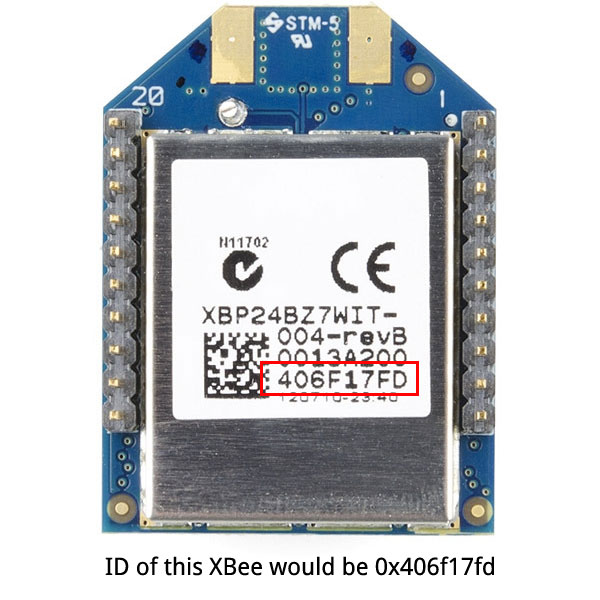 STM-5
20
1
N11702
CE
XBP24BZ7WIT-
004-revB
0013A200
406F17FD
ID of this XBee would be 0x406f17fd